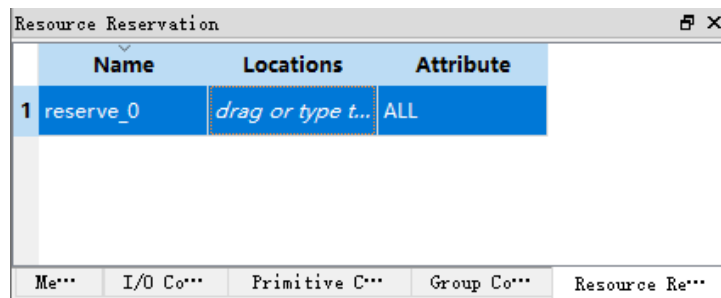 Resource Reservation
Name Locations Attribute
1 reserve_0 drag or type t... ALL
Me… I/O Co… Primitive C… Group Co… Resource Re…